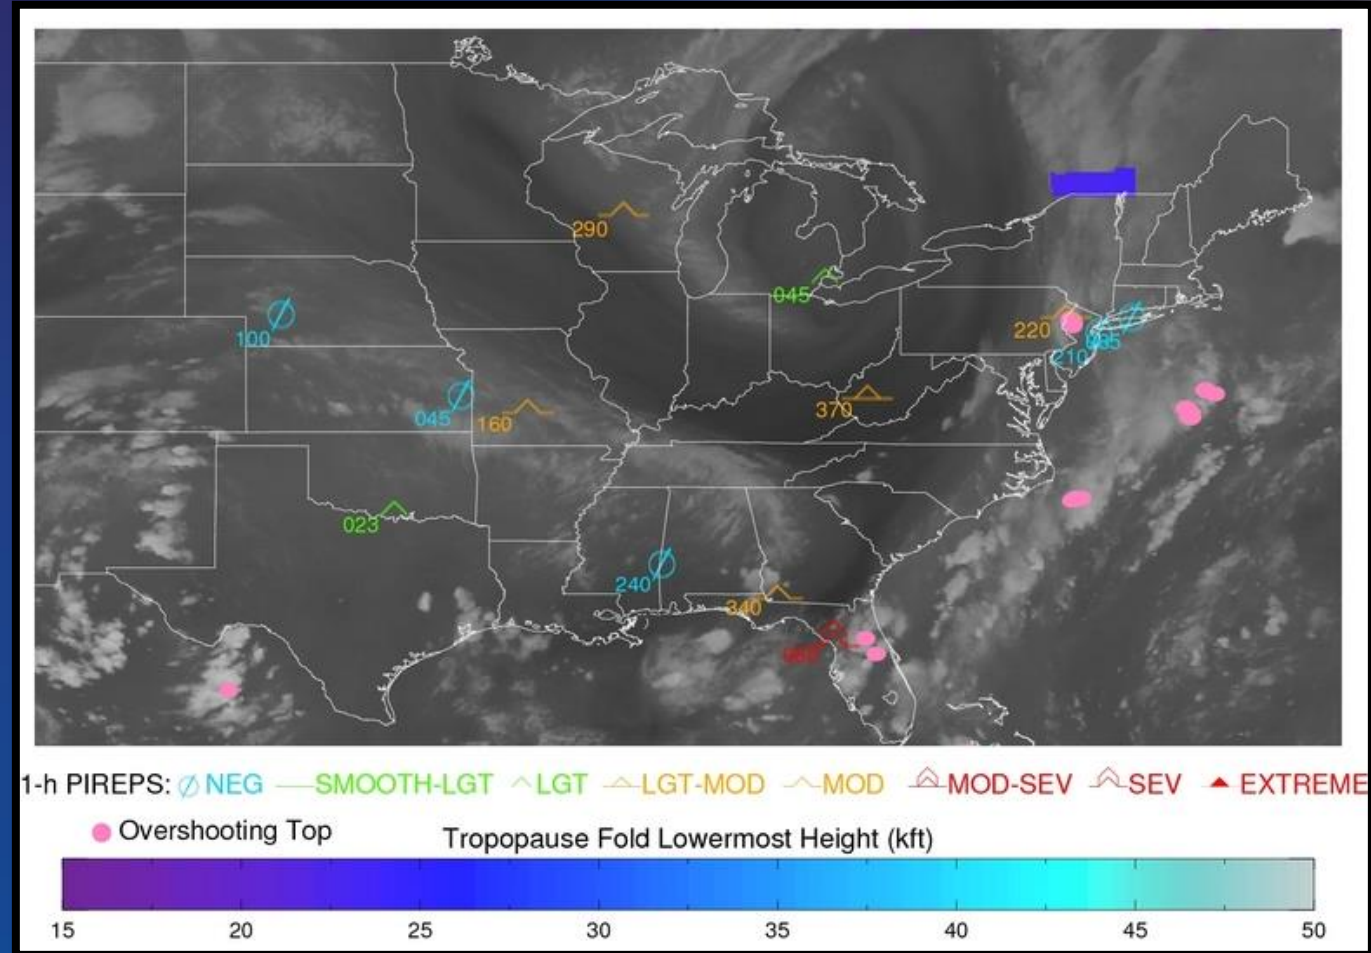 290
045
100
220
210
045
160
370
023
240
340
1-h PIREPS: NEG SMOOTH-LGT LGT LGT-MOD MOD MOD-SEV SEV EXTREME
Overshooting Top
Tropopause Fold Lowermost Height (kft)
15 20 25 30 35 40 45 50